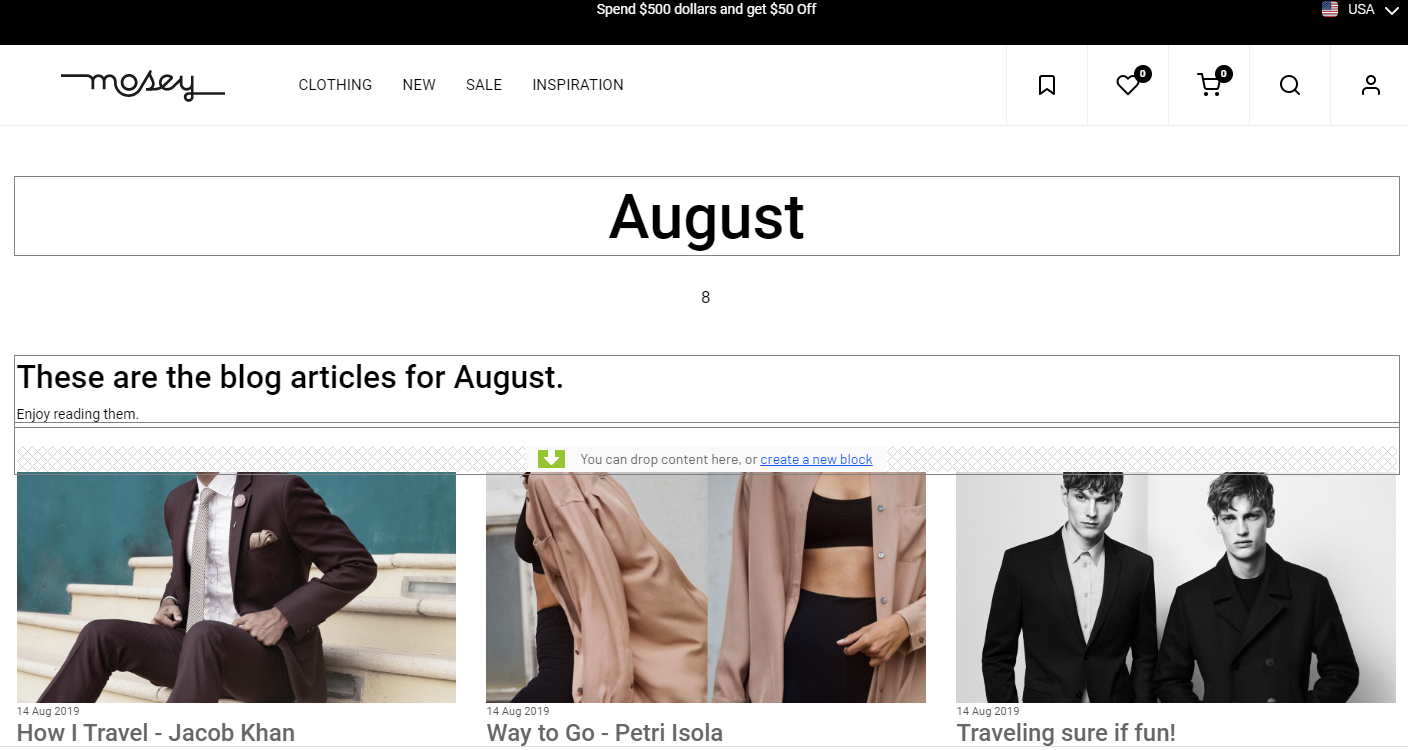 Spend $500 dollars and get $50 Off
USA
mosey
CLOTHING NEW SALE INSPIRATION
0
0
August
8
These are the blog articles for August.
Enjoy reading them.
You can drop content here, or create a new block
14 Aug 2019
How I Travel - Jacob Khan
14 Aug 2019
Way to Go - Petri Isola
14 Aug 2019
Traveling sure if fun!